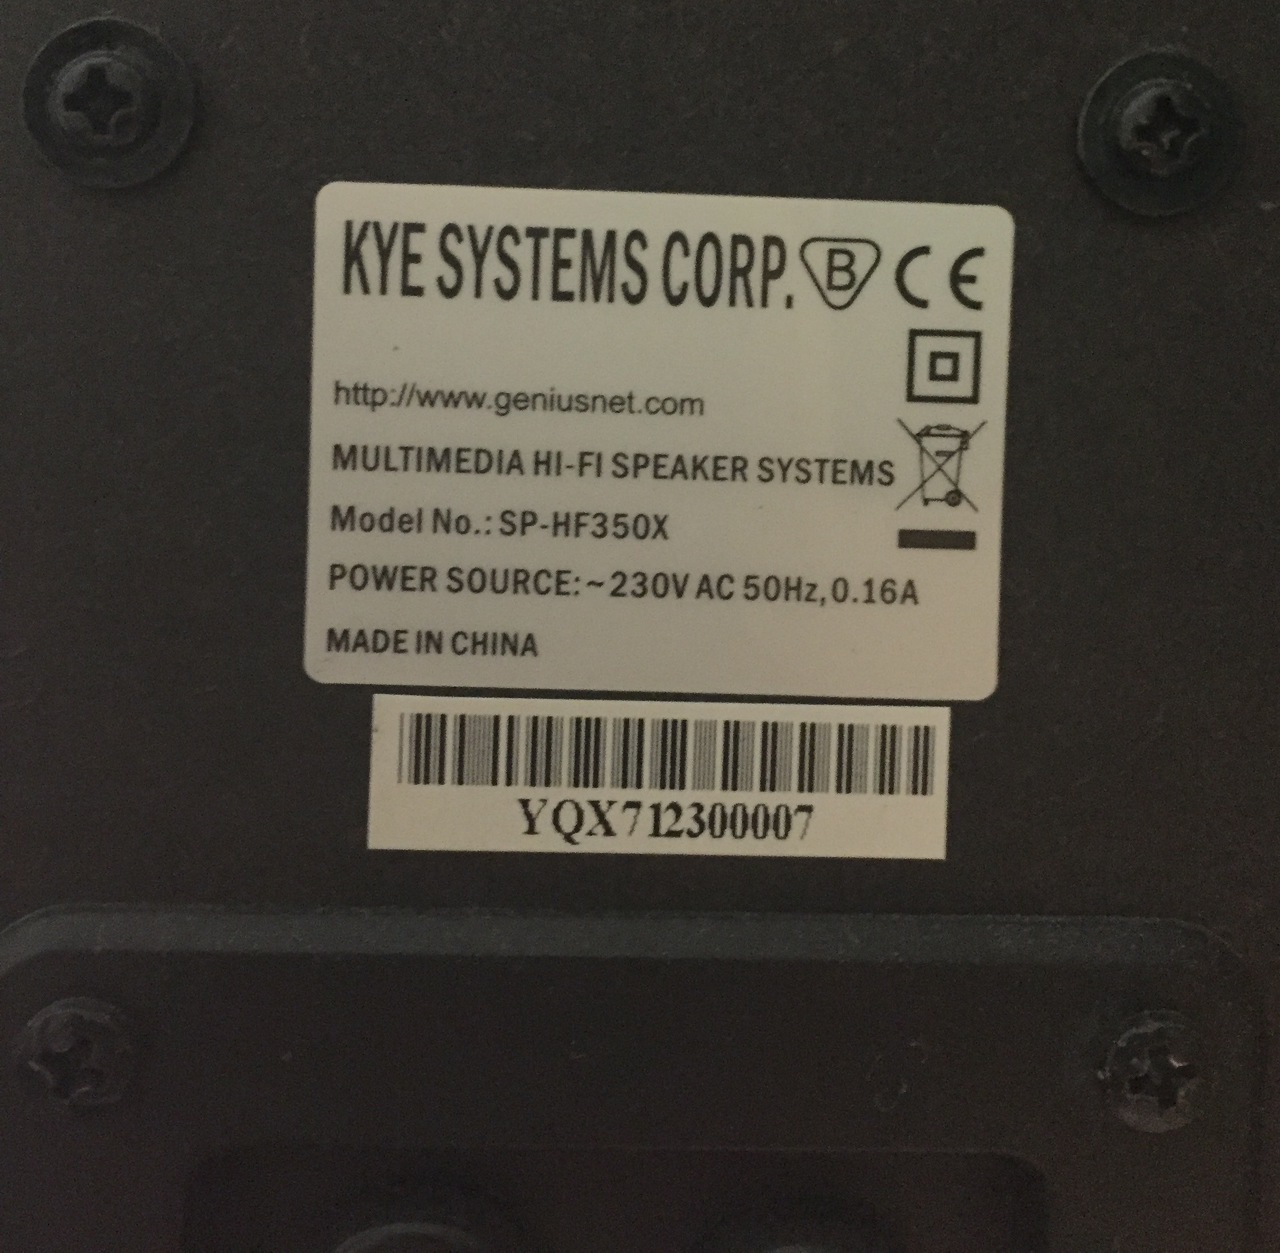 KYE SYSTEMS CORP. B CE
http://www.geniusnet.com
MULTIMEDIA HI-FI SPEAKER SYSTEMS
Model No.: SP-HF350X
POWER SOURCE: ~ 230V AC 50Hz, 0.16A
MADE IN CHINA
YQX712300007